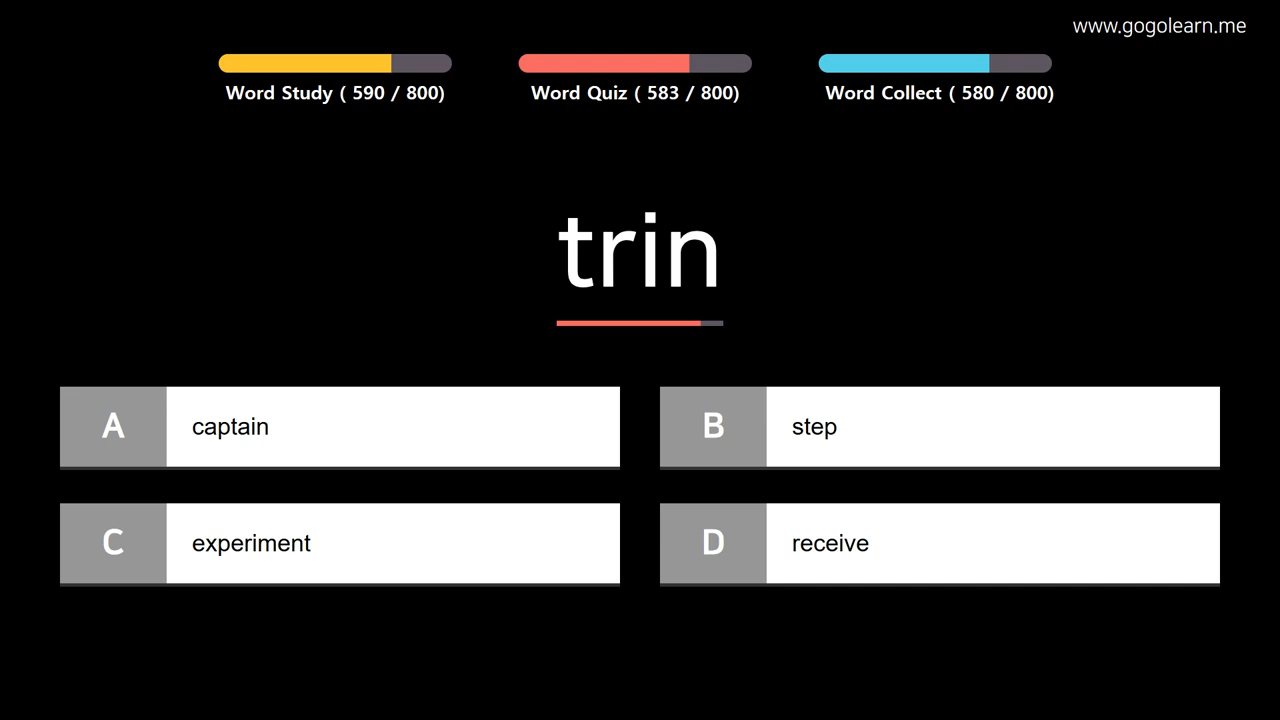 www.gogolearn.me
Word Study ( 590 / 800)
Word Quiz ( 583 / 800)
Word Collect ( 580 / 800)
trin
A captain
B step
C experiment
D receive